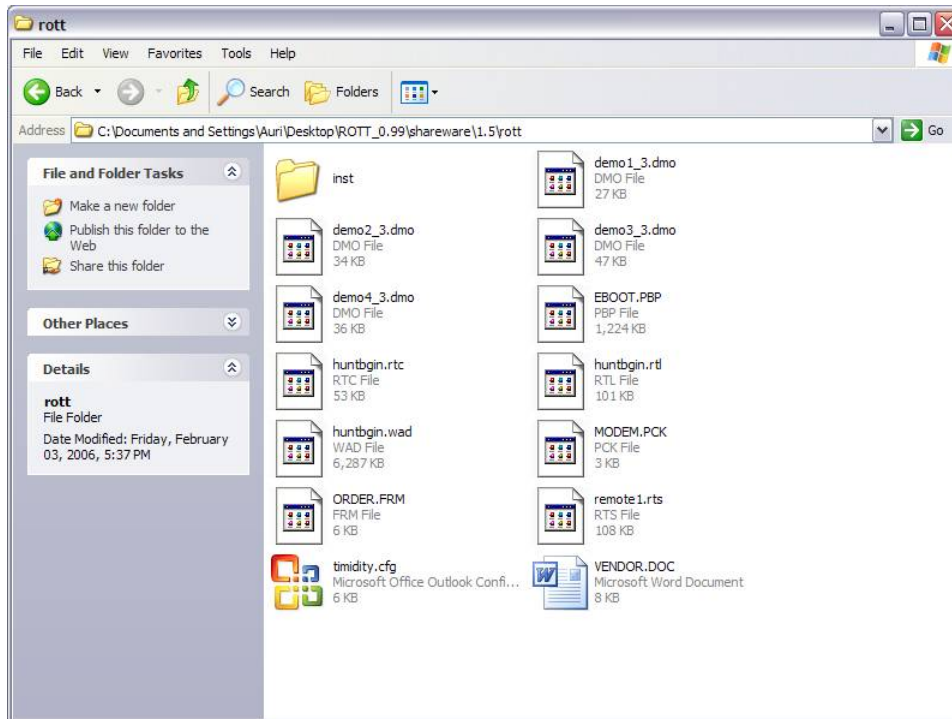 rott
File Edit View Favorites Tools Help
Back Search Folders
Address C:\Documents and Settings\Auri\Desktop\ROTT_0.99\shareware\1.5\rott Go
File and Folder Tasks
Make a new folder
Publish this folder to the
Web
Share this folder
Other Places
Details
rott
File Folder
Date Modified: Friday, February
03, 2006, 5:37 PM
inst
demo1_3.dmo
DMO File
27 KB
demo2_3.dmo
DMO File
34 KB
demo3_3.dmo
DMO File
47 KB
demo4_3.dmo
DMO File
36 KB
EBOOT.PBP
PBP File
1,224 KB
huntbgin.rtc
RTC File
53 KB
huntbgin.rtl
RTL File
101 KB
huntbgin.wad
WAD File
6,287 KB
MODEM.PCK
PCK File
3 KB
ORDER.FRM
FRM File
6 KB
remote1.rts
RTS File
108 KB
timidity.cfg
Microsoft Office Outlook Confi...
6 KB
VENDOR.DOC
Microsoft Word Document
8 KB